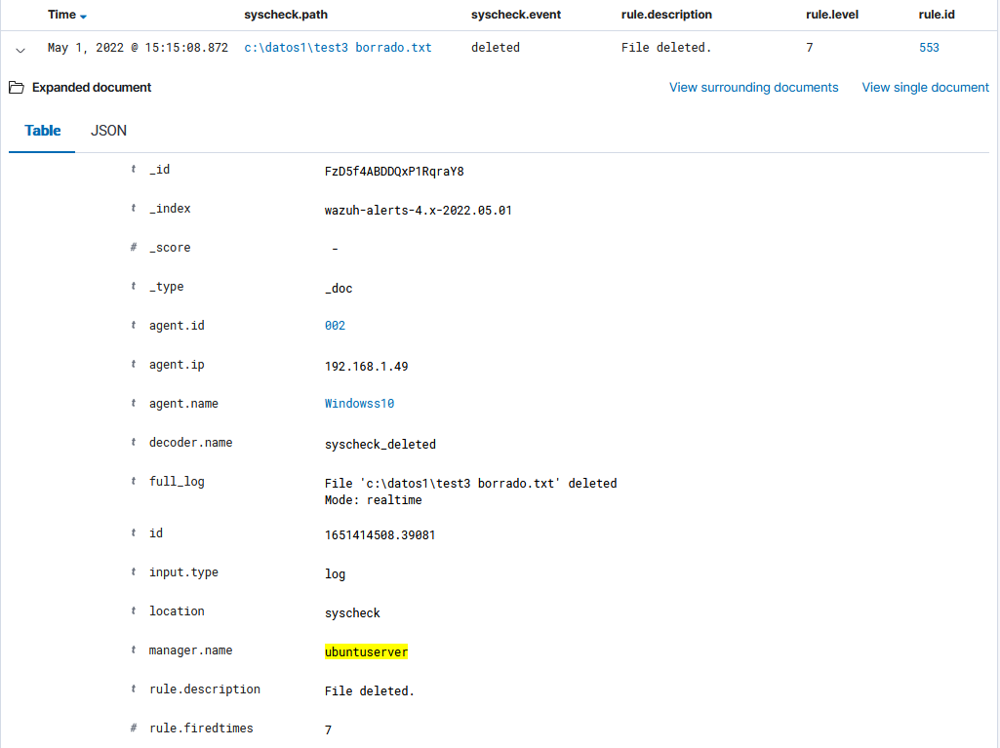 Time syscheck.path syscheck.event rule.description rule.level rule.id
May 1, 2022 @ 15:15:08.872 c:\datos1\test3 borrado.txt deleted File deleted. 7 553
Expanded document View surrounding documents View single document
Table JSON
t _id FzD5f4ABDDQxP1RqraY8
t _index wazuh-alerts-4.x-2022.05.01
# _score -
t _type _doc
t agent.id 002
t agent.ip 192.168.1.49
t agent.name Windowss10
t decoder.name syscheck_deleted
t full_log File 'c:\datos1\test3 borrado.txt' deleted
Mode: realtime
t id 1651414508.39081
t input.type log
t location syscheck
t manager.name ubuntuserver
t rule.description File deleted.
# rule.firedtimes 7